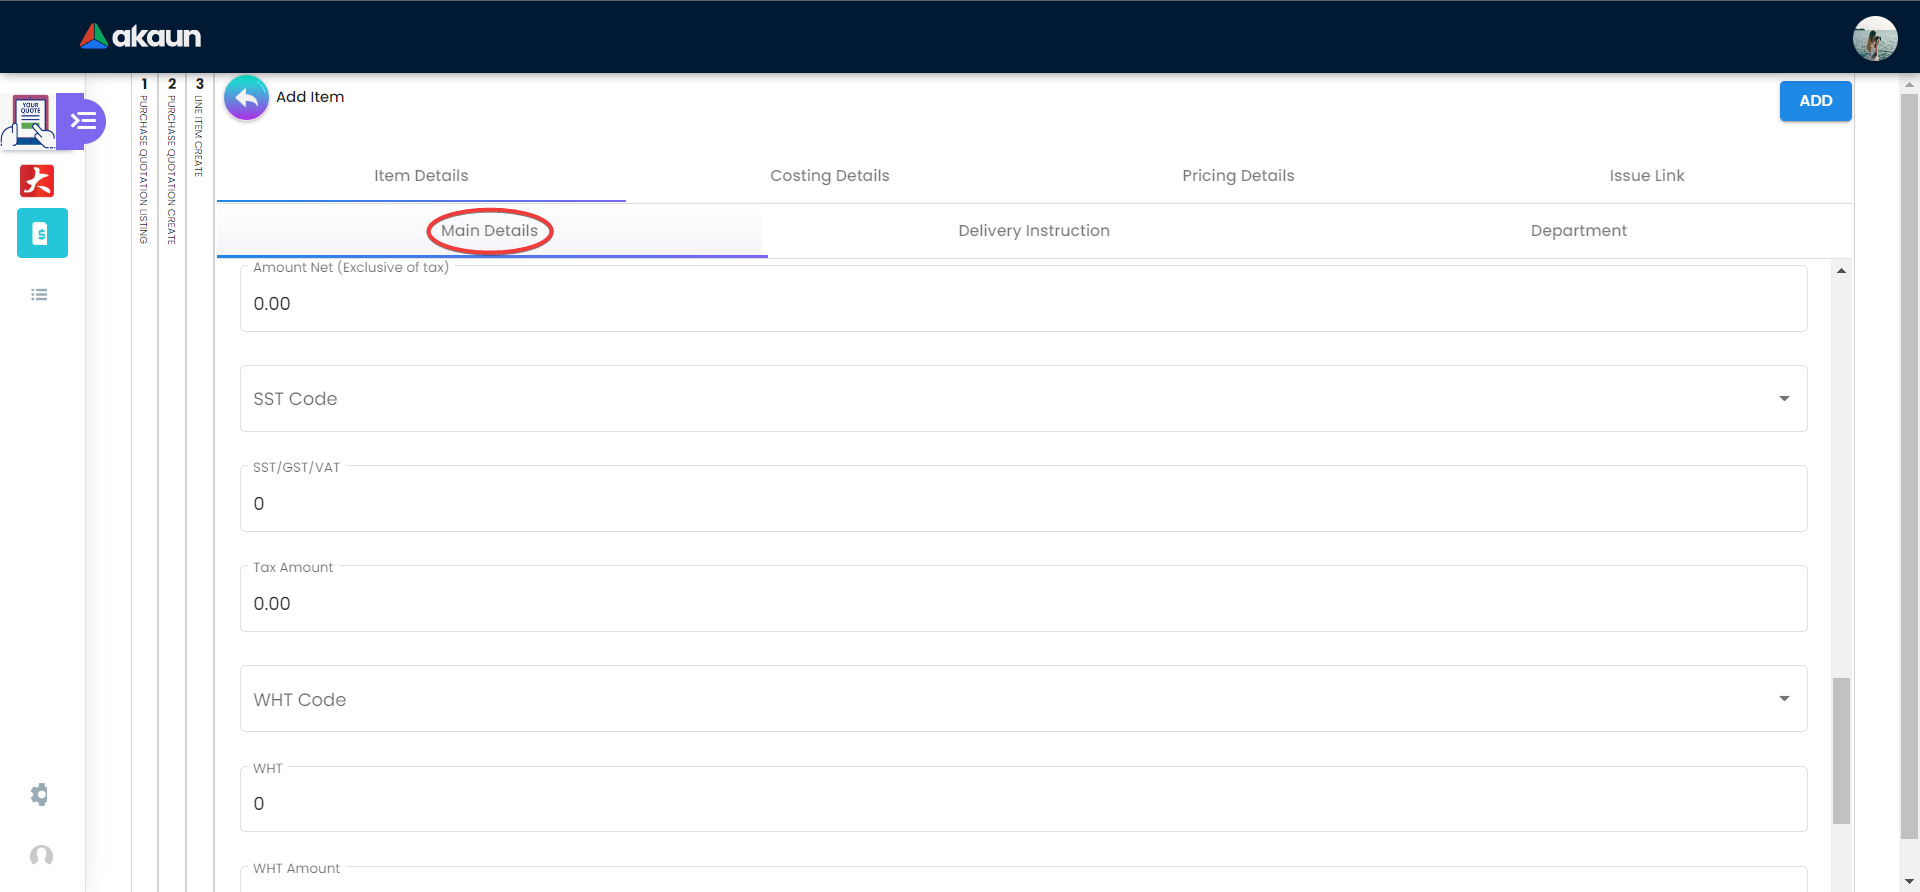 akaun
YOUR
QUOTE
1
PURCHASE QUOTATION LISTING
2
PURCHASE QUOTATION CREATE
3
LINE ITEM CREATE
Add Item
ADD
Item Details
Costing Details
Pricing Details
Issue Link
Main Details
Delivery Instruction
Department
Amount Net (Exclusive of tax)
0.00
SST Code
SST/GST/VAT
0
Tax Amount
0.00
WHT Code
WHT
0
WHT Amount